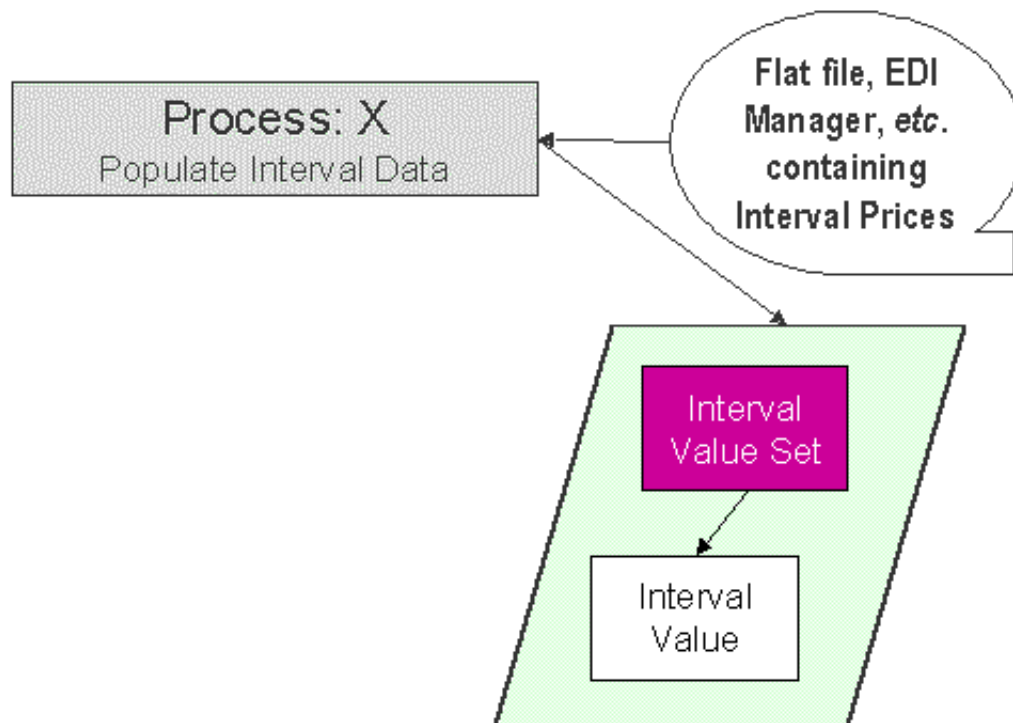 Process: X
Populate Interval Data
Flat file, EDI
Manager, etc.
containing
Interval Prices
Interval
Value Set
Interval
Value